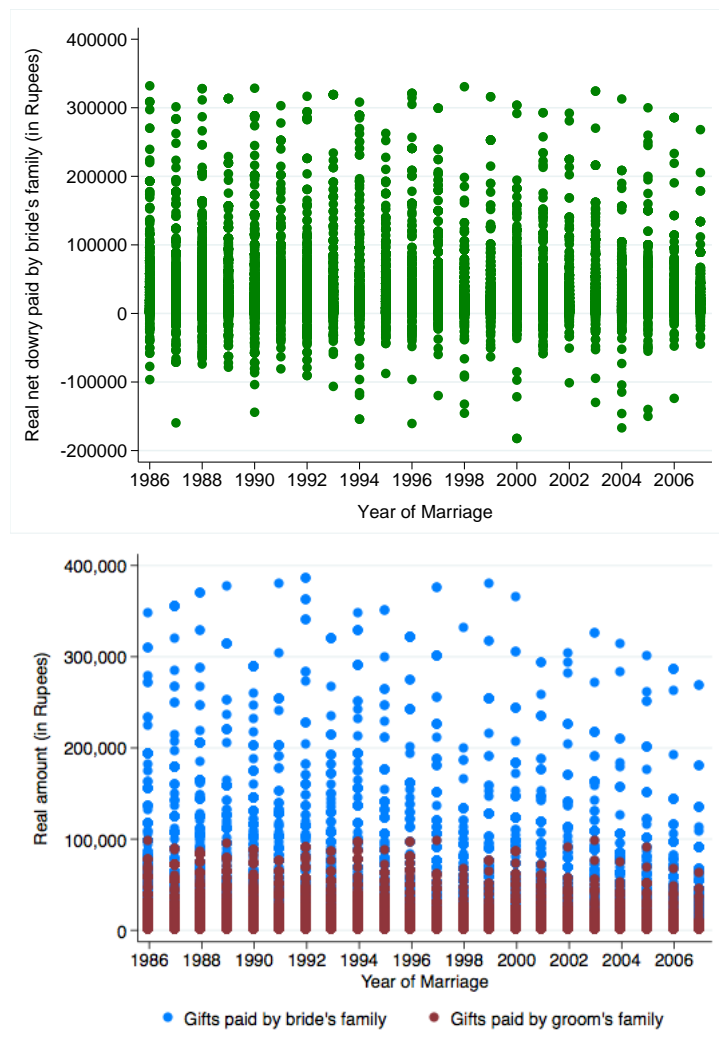 Real net dowry paid by bride's family (in Rupees)
400000
300000
200000
100000
0
-100000
-200000
1986 1988 1990 1992 1994 1996 1998 2000 2002 2004 2006
Year of Marriage
Real amount (in Rupees)
400,000
300,000
200,000
100,000
0
1986 1988 1990 1992 1994 1996 1998 2000 2002 2004 2006
Year of Marriage
Gifts paid by bride's family Gifts paid by groom's family